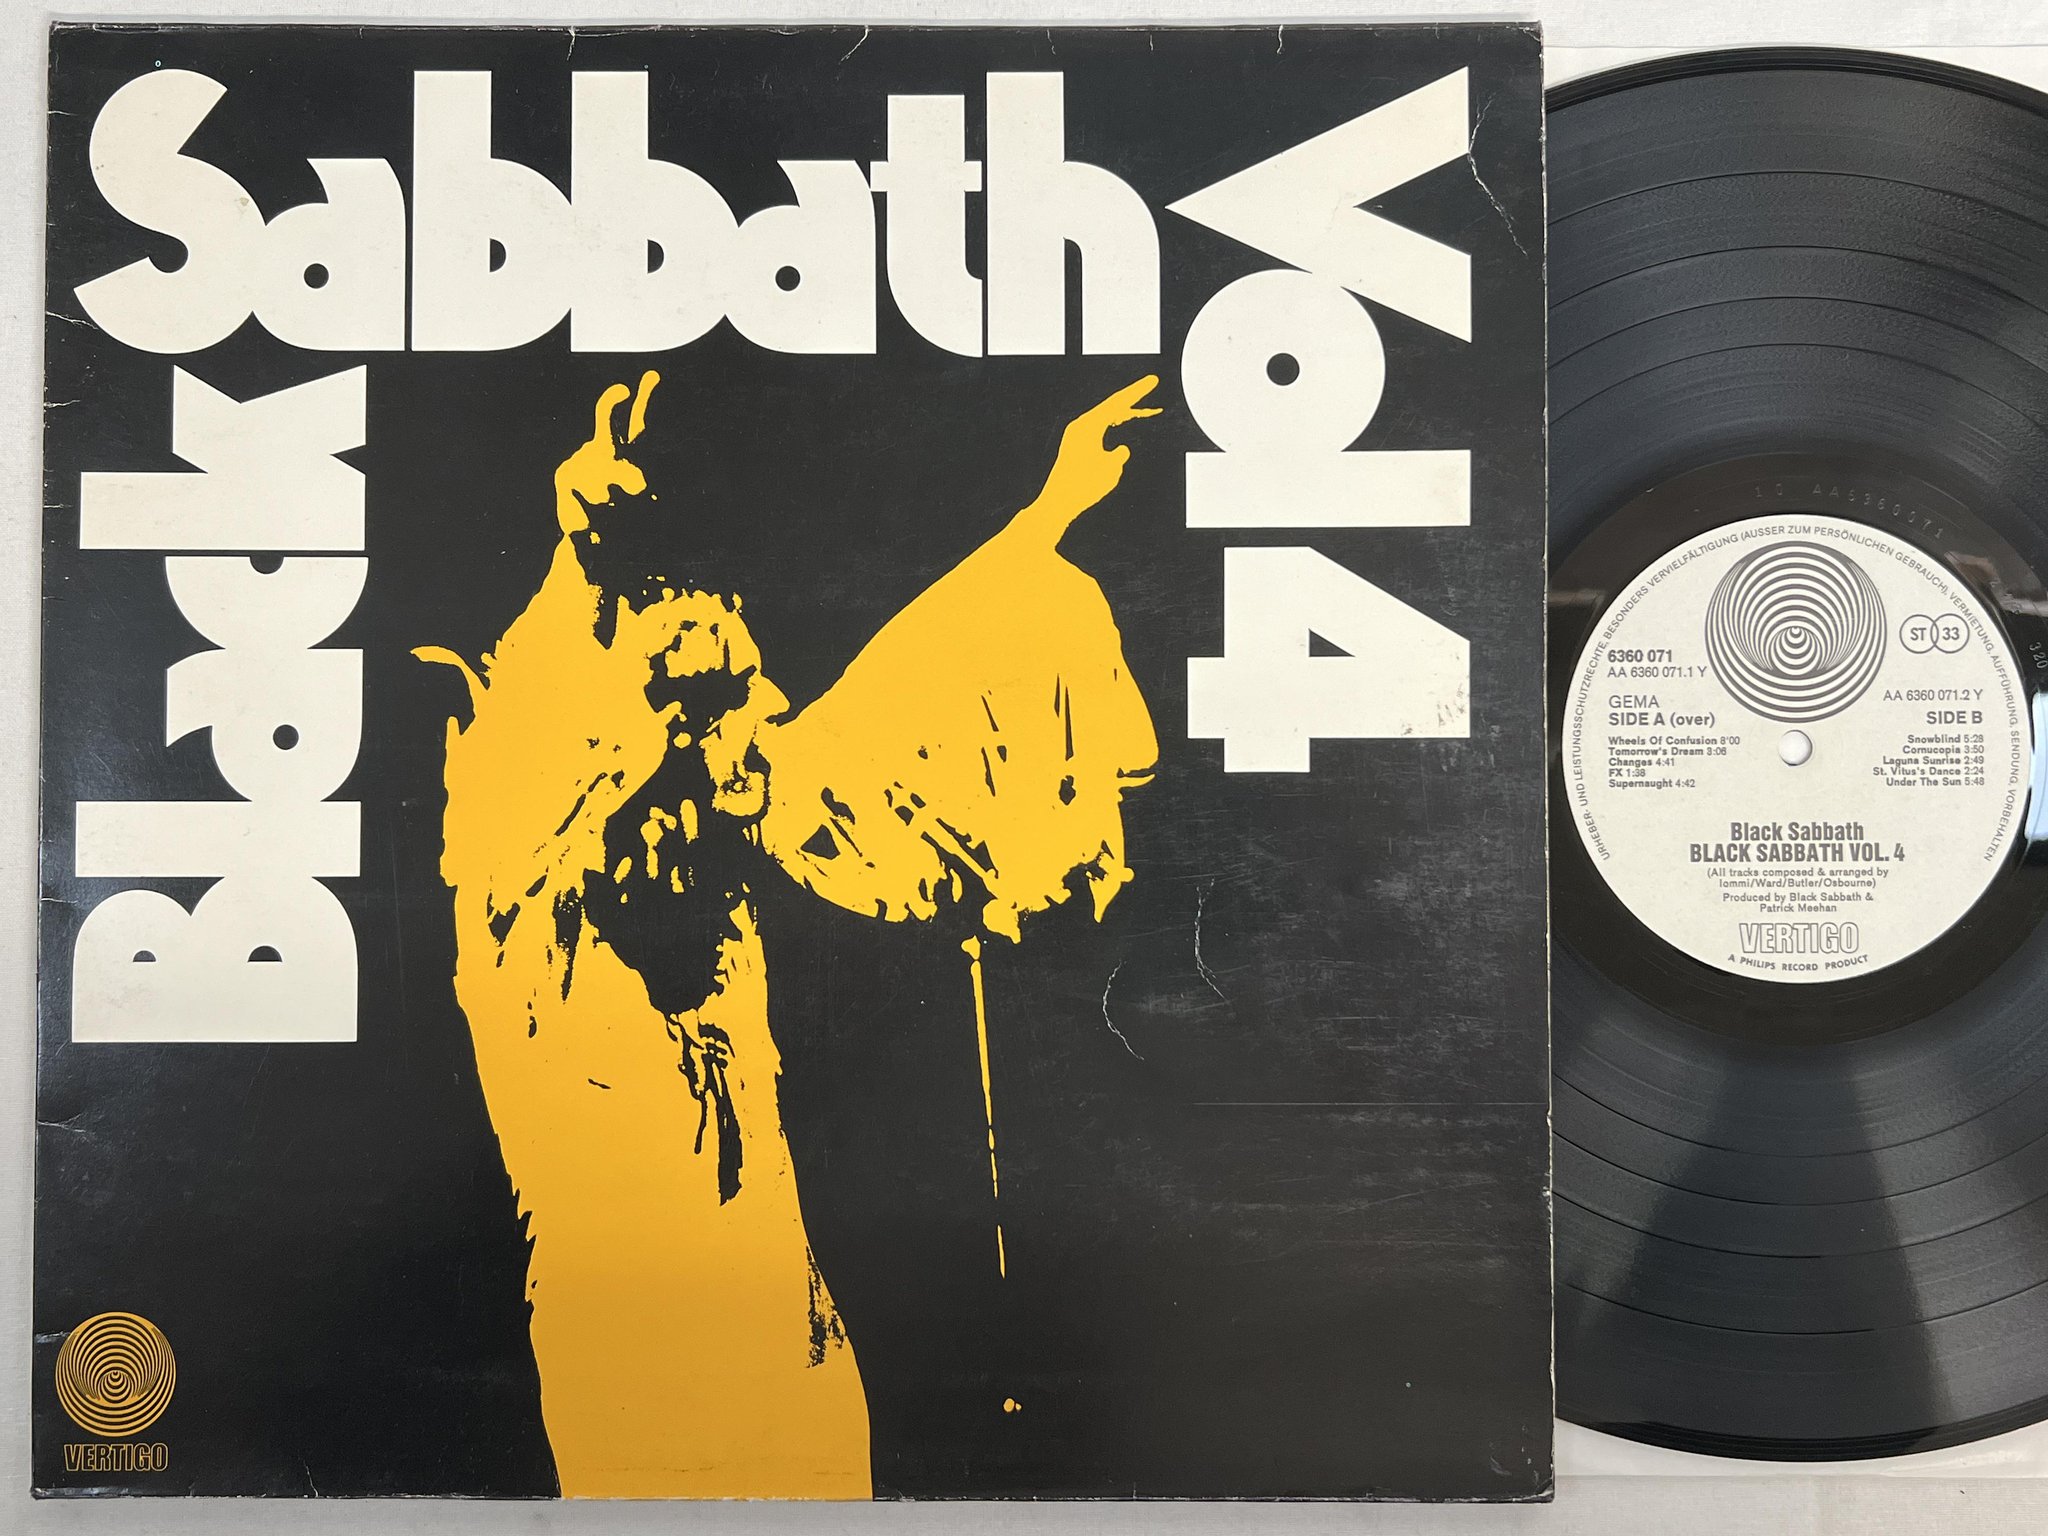 Black
Sabbath
Vol 4
VERTIGO
10 AA6360071
320
URHEBER- UND LEISTUNGSSCHUTZRECHTE, BESONDERS VERVIELFÄLTIGUNG (AUSSER ZUM PERSÖNLICHEN GEBRAUCH), VERMIETUNG, AUFFÜHRUNG, SENDUNG, VORBEHALTEN
ST 33
6360 071
AA 6360 071.1 Y
GEMA
SIDE A (over)
Wheels Of Confusion 8'00
Tomorrow's Dream 3:06
Changes 4:41
FX 1:38
Supernaught 4:42
AA 6360 071.2 Y
SIDE B
Snowblind 5:28
Cornucopia 3:50
Laguna Sunrise 2:49
St. Vitus's Dance 2:24
Under The Sun 5:48
Black Sabbath
BLACK SABBATH VOL. 4
(All tracks composed & arranged by
Iommi/Ward/Butler/Osbourne)
Produced by Black Sabbath &
Patrick Meehan
VERTIGO
A PHILIPS RECORD PRODUCT